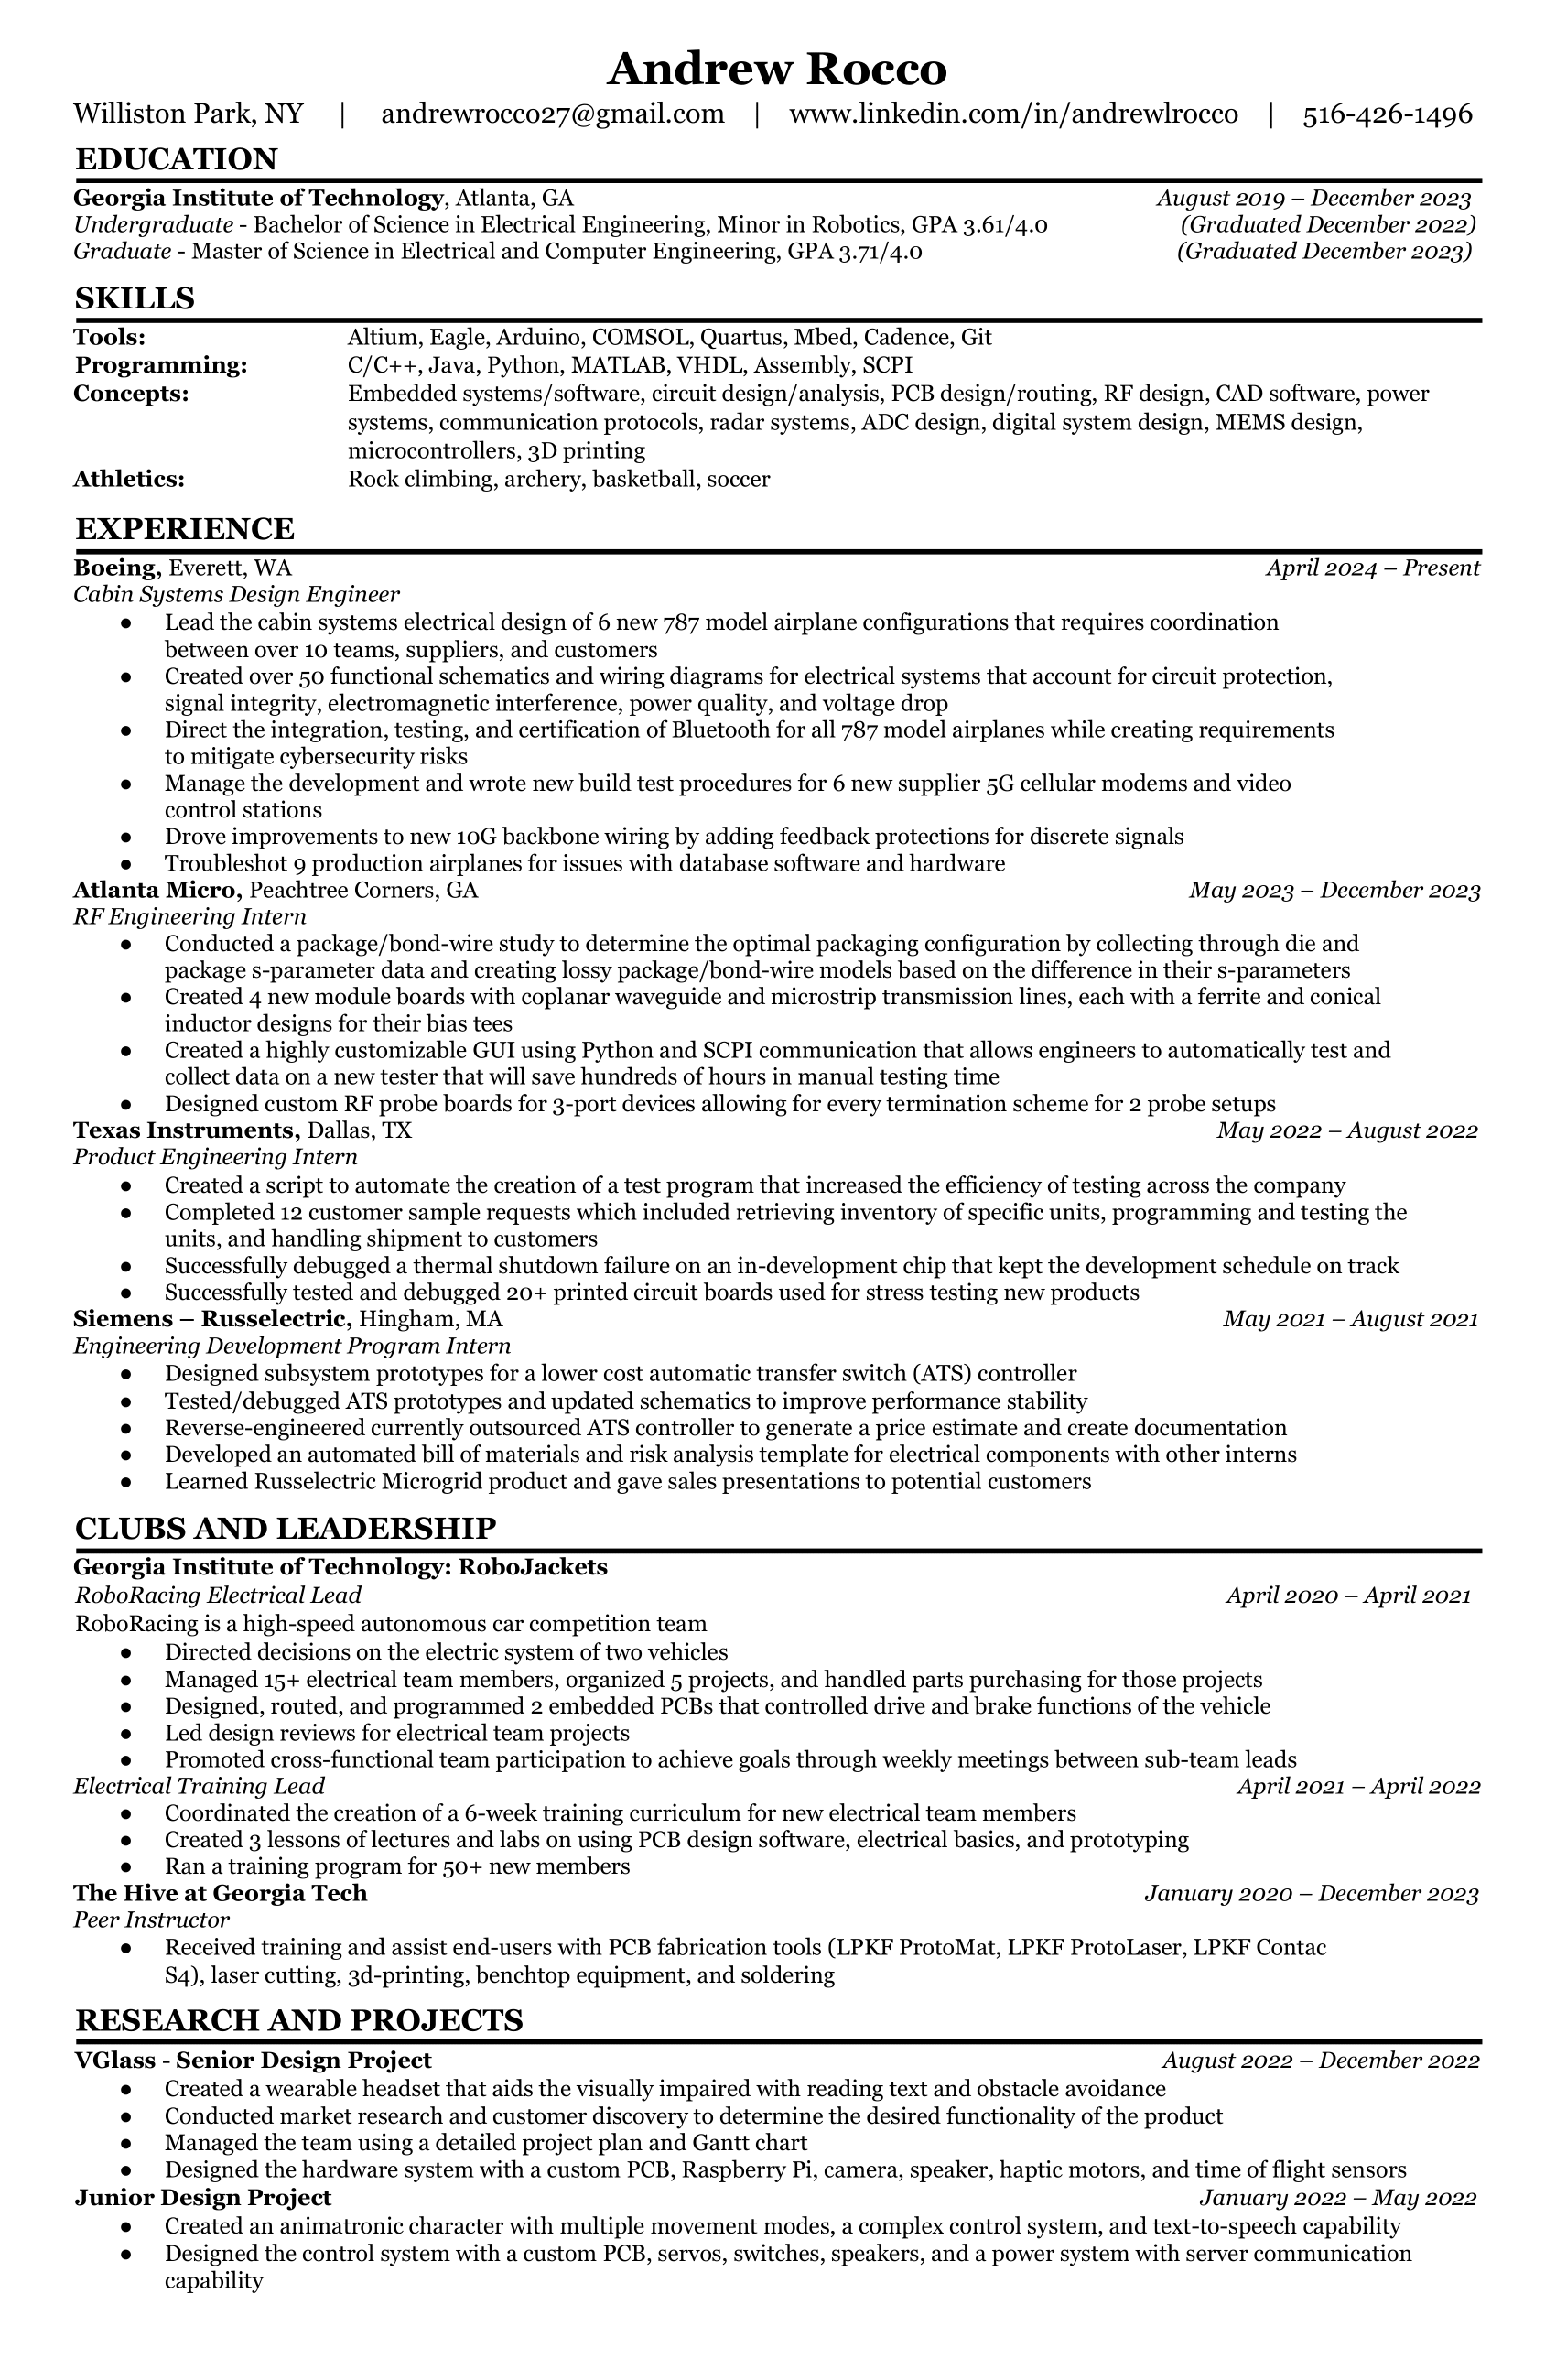 Andrew Rocco
Williston Park, NY | andrewrocco27@gmail.com | www.linkedin.com/in/andrewlrocco | 516-426-1496
EDUCATION
Georgia Institute of Technology, Atlanta, GA August 2019 – December 2023
Undergraduate - Bachelor of Science in Electrical Engineering, Minor in Robotics, GPA 3.61/4.0 (Graduated December 2022)
Graduate - Master of Science in Electrical and Computer Engineering, GPA 3.71/4.0 (Graduated December 2023)
SKILLS
Tools: Altium, Eagle, Arduino, COMSOL, Quartus, Mbed, Cadence, Git
Programming: C/C++, Java, Python, MATLAB, VHDL, Assembly, SCPI
Concepts: Embedded systems/software, circuit design/analysis, PCB design/routing, RF design, CAD software, power
systems, communication protocols, radar systems, ADC design, digital system design, MEMS design,
microcontrollers, 3D printing
Athletics: Rock climbing, archery, basketball, soccer
EXPERIENCE
Boeing, Everett, WA April 2024 – Present
Cabin Systems Design Engineer
● Lead the cabin systems electrical design of 6 new 787 model airplane configurations that requires coordination
between over 10 teams, suppliers, and customers
● Created over 50 functional schematics and wiring diagrams for electrical systems that account for circuit protection,
signal integrity, electromagnetic interference, power quality, and voltage drop
● Direct the integration, testing, and certification of Bluetooth for all 787 model airplanes while creating requirements
to mitigate cybersecurity risks
● Manage the development and wrote new build test procedures for 6 new supplier 5G cellular modems and video
control stations
● Drove improvements to new 10G backbone wiring by adding feedback protections for discrete signals
● Troubleshot 9 production airplanes for issues with database software and hardware
Atlanta Micro, Peachtree Corners, GA May 2023 – December 2023
RF Engineering Intern
● Conducted a package/bond-wire study to determine the optimal packaging configuration by collecting through die and
package s-parameter data and creating lossy package/bond-wire models based on the difference in their s-parameters
● Created 4 new module boards with coplanar waveguide and microstrip transmission lines, each with a ferrite and conical
inductor designs for their bias tees
● Created a highly customizable GUI using Python and SCPI communication that allows engineers to automatically test and
collect data on a new tester that will save hundreds of hours in manual testing time
● Designed custom RF probe boards for 3-port devices allowing for every termination scheme for 2 probe setups
Texas Instruments, Dallas, TX May 2022 – August 2022
Product Engineering Intern
● Created a script to automate the creation of a test program that increased the efficiency of testing across the company
● Completed 12 customer sample requests which included retrieving inventory of specific units, programming and testing the
units, and handling shipment to customers
● Successfully debugged a thermal shutdown failure on an in-development chip that kept the development schedule on track
● Successfully tested and debugged 20+ printed circuit boards used for stress testing new products
Siemens – Russelectric, Hingham, MA May 2021 – August 2021
Engineering Development Program Intern
● Designed subsystem prototypes for a lower cost automatic transfer switch (ATS) controller
● Tested/debugged ATS prototypes and updated schematics to improve performance stability
● Reverse-engineered currently outsourced ATS controller to generate a price estimate and create documentation
● Developed an automated bill of materials and risk analysis template for electrical components with other interns
● Learned Russelectric Microgrid product and gave sales presentations to potential customers
CLUBS AND LEADERSHIP
Georgia Institute of Technology: RoboJackets
RoboRacing Electrical Lead April 2020 – April 2021
RoboRacing is a high-speed autonomous car competition team
● Directed decisions on the electric system of two vehicles
● Managed 15+ electrical team members, organized 5 projects, and handled parts purchasing for those projects
● Designed, routed, and programmed 2 embedded PCBs that controlled drive and brake functions of the vehicle
● Led design reviews for electrical team projects
● Promoted cross-functional team participation to achieve goals through weekly meetings between sub-team leads
Electrical Training Lead April 2021 – April 2022
● Coordinated the creation of a 6-week training curriculum for new electrical team members
● Created 3 lessons of lectures and labs on using PCB design software, electrical basics, and prototyping
● Ran a training program for 50+ new members
The Hive at Georgia Tech January 2020 – December 2023
Peer Instructor
● Received training and assist end-users with PCB fabrication tools (LPKF ProtoMat, LPKF ProtoLaser, LPKF Contac
S4), laser cutting, 3d-printing, benchtop equipment, and soldering
RESEARCH AND PROJECTS
VGlass - Senior Design Project August 2022 – December 2022
● Created a wearable headset that aids the visually impaired with reading text and obstacle avoidance
● Conducted market research and customer discovery to determine the desired functionality of the product
● Managed the team using a detailed project plan and Gantt chart
● Designed the hardware system with a custom PCB, Raspberry Pi, camera, speaker, haptic motors, and time of flight sensors
Junior Design Project January 2022 – May 2022
● Created an animatronic character with multiple movement modes, a complex control system, and text-to-speech capability
● Designed the control system with a custom PCB, servos, switches, speakers, and a power system with server communication
capability